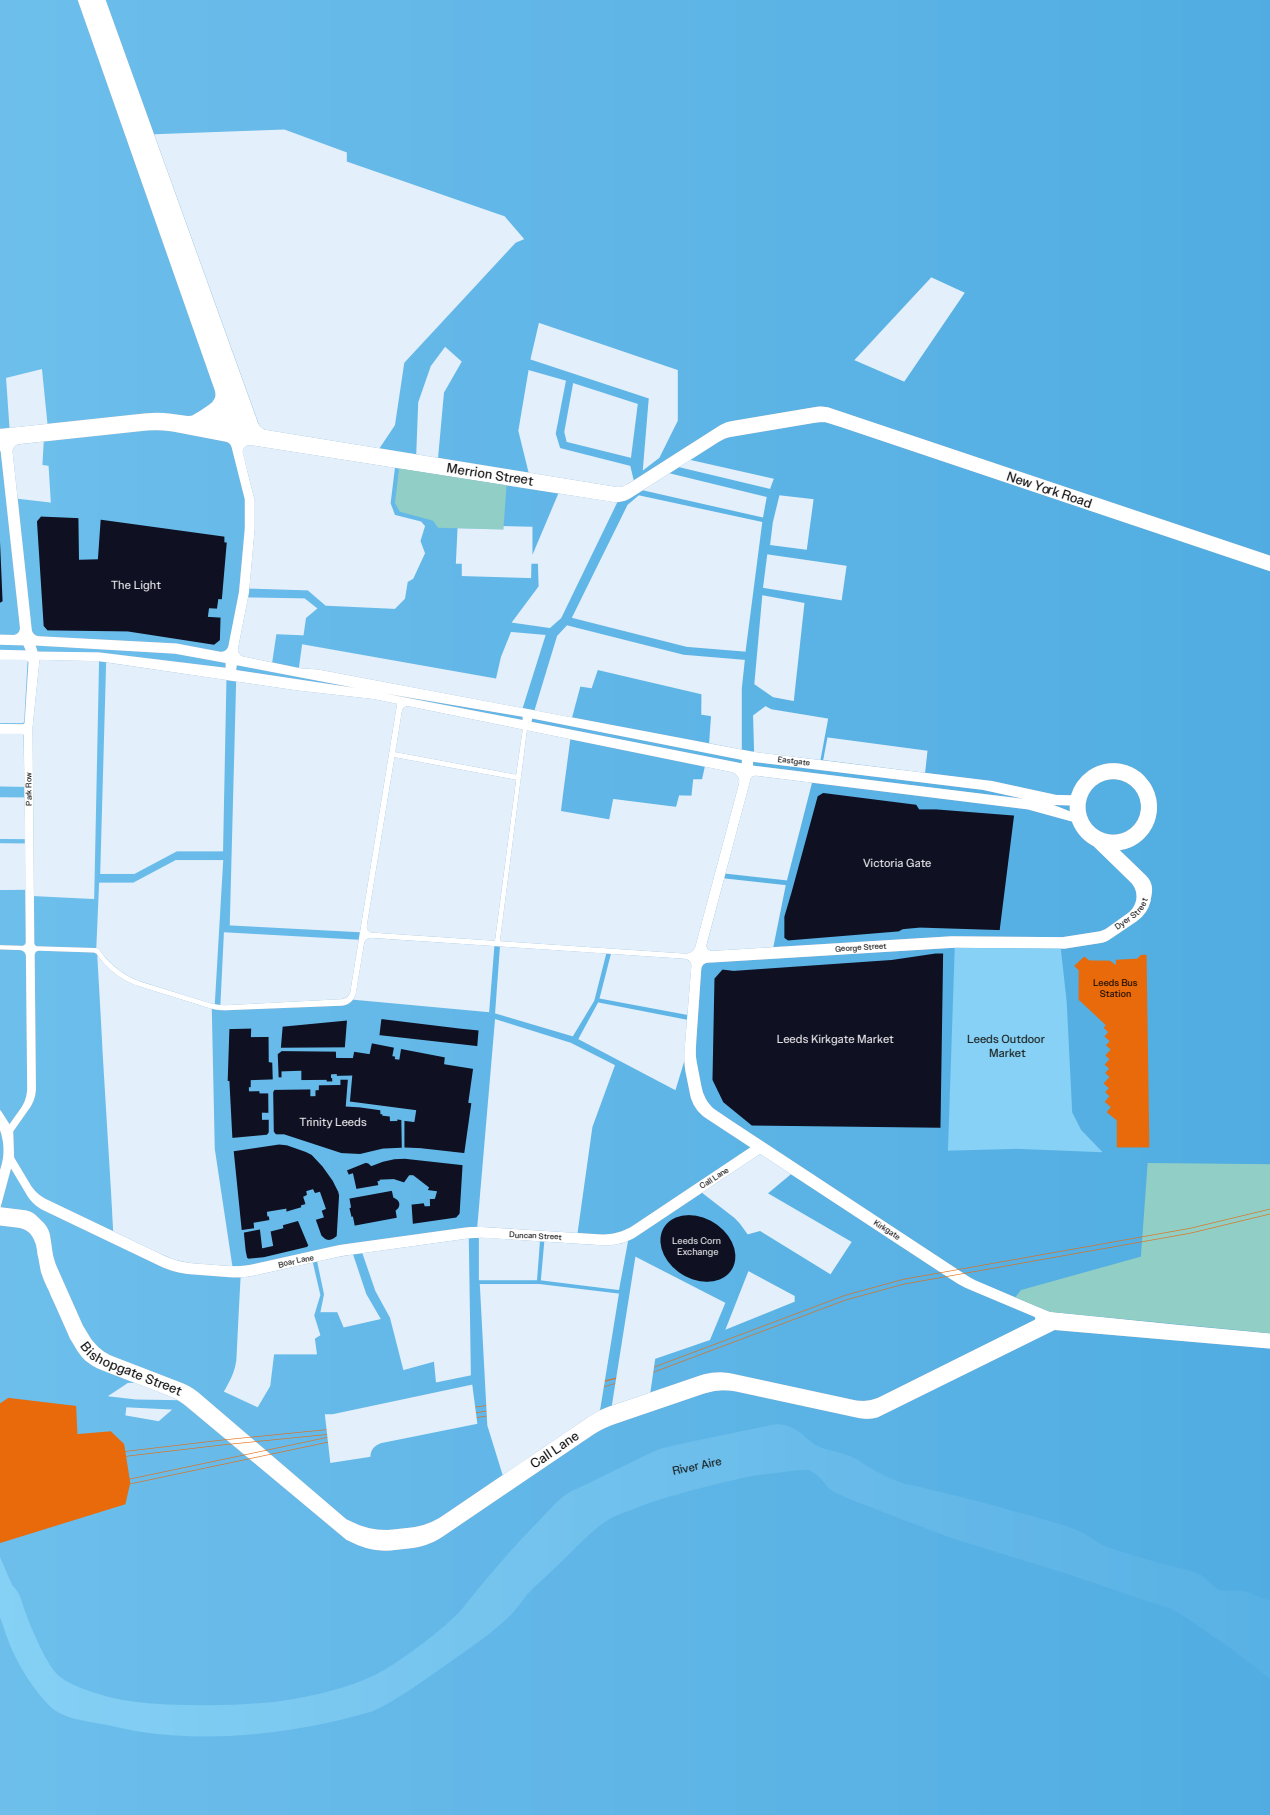 Merrion Street
New York Road
The Light
Eastgate
Park Row
Victoria Gate
Dyer Street
George Street
Leeds Bus
Station
Leeds Kirkgate Market
Leeds Outdoor
Market
Trinity Leeds
Call Lane
Kirkgate
Duncan Street
Leeds Corn
Exchange
Boar Lane
Bishopgate Street
Call Lane
River Aire